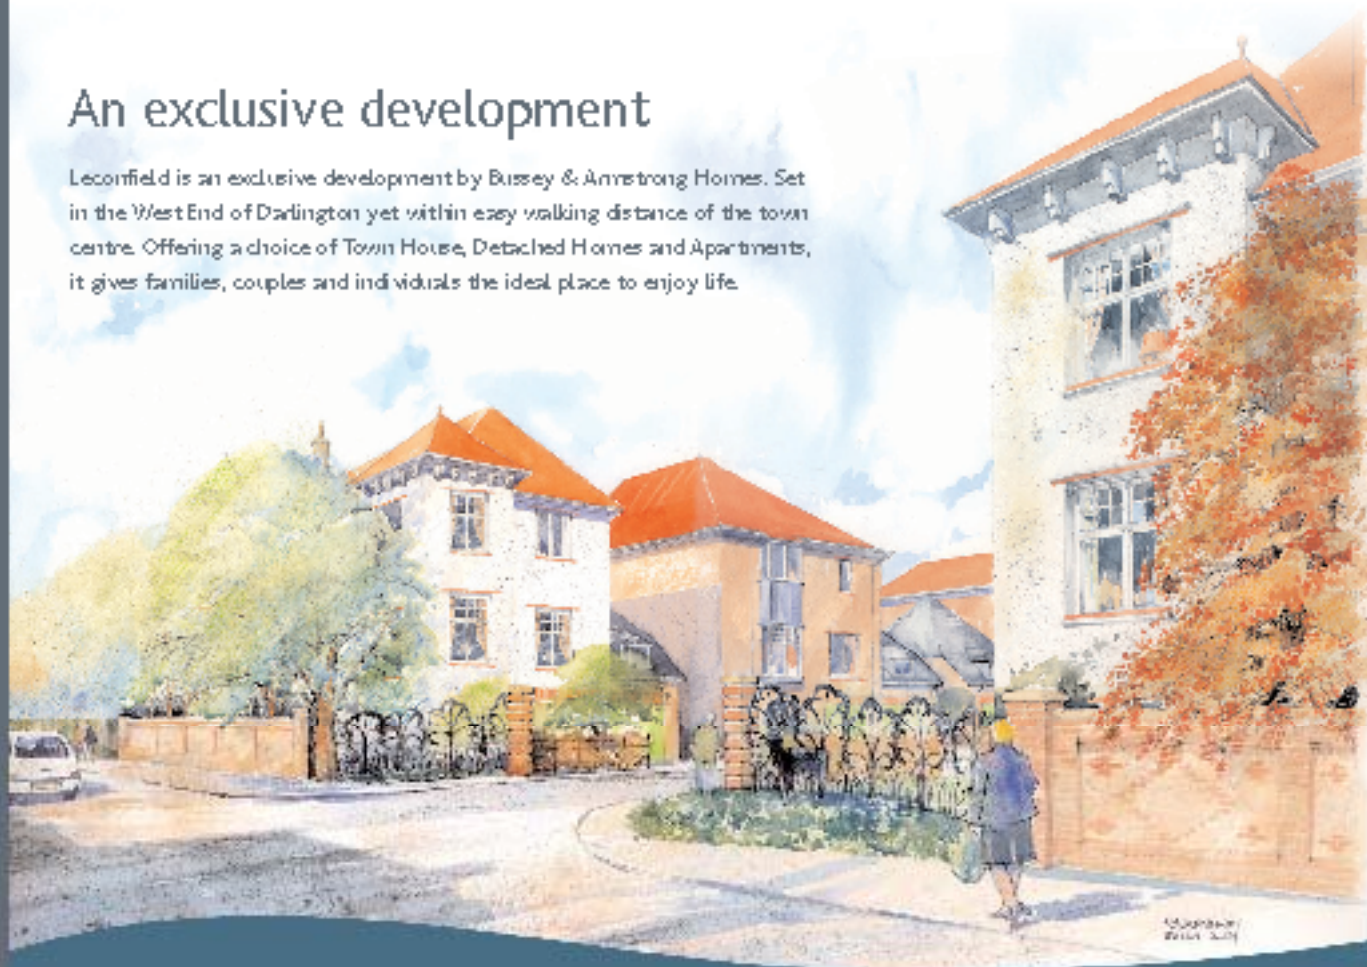 An exclusive development
Leconfield is an exclusive development by Bussey & Armstrong Homes. Set
in the West End of Darlington yet within easy walking distance of the town
centre. Offering a choice of Town House, Detached Homes and Apartments,
it gives families, couples and individuals the ideal place to enjoy life.